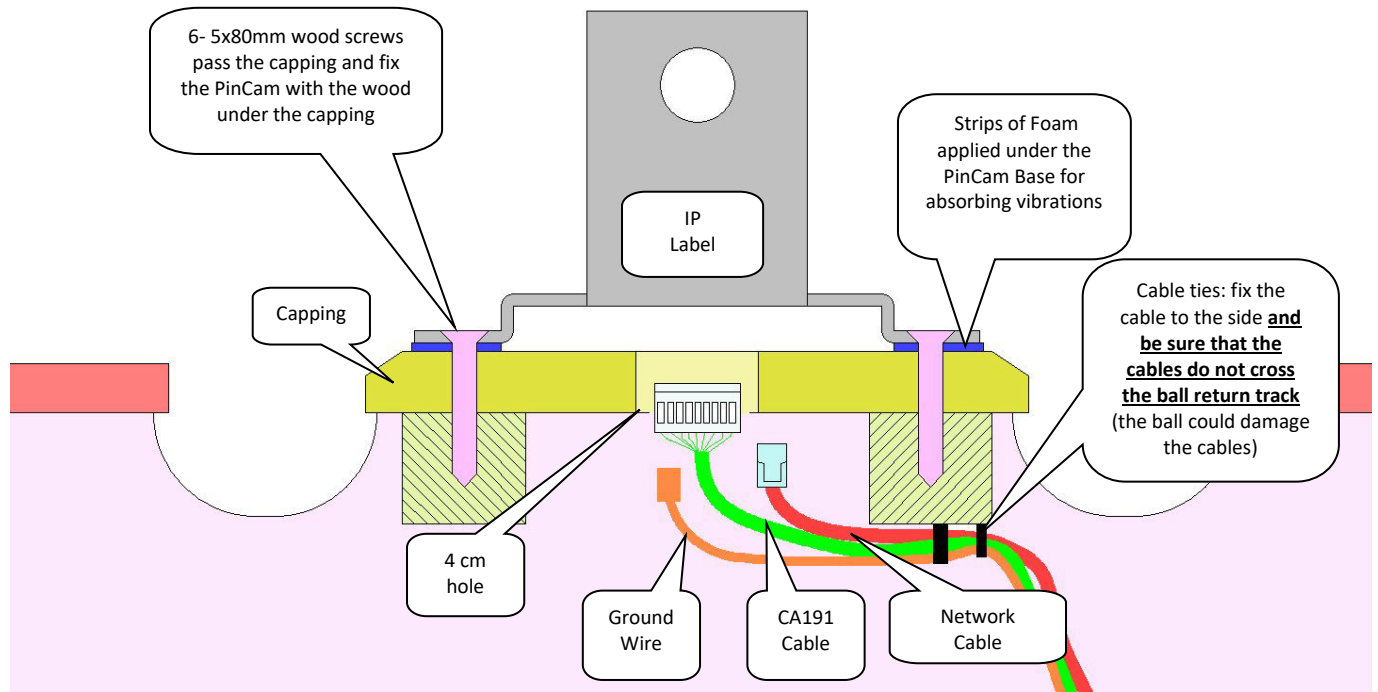 6- 5x80mm wood screws
pass the capping and fix
the PinCam with the wood
under the capping
Strips of Foam
applied under the
PinCam Base for
absorbing vibrations
IP
Label
Capping
Cable ties: fix the
cable to the side and
be sure that the
cables do not cross
the ball return track
(the ball could damage
the cables)
4 cm
hole
Ground
Wire
CA191
Cable
Network
Cable